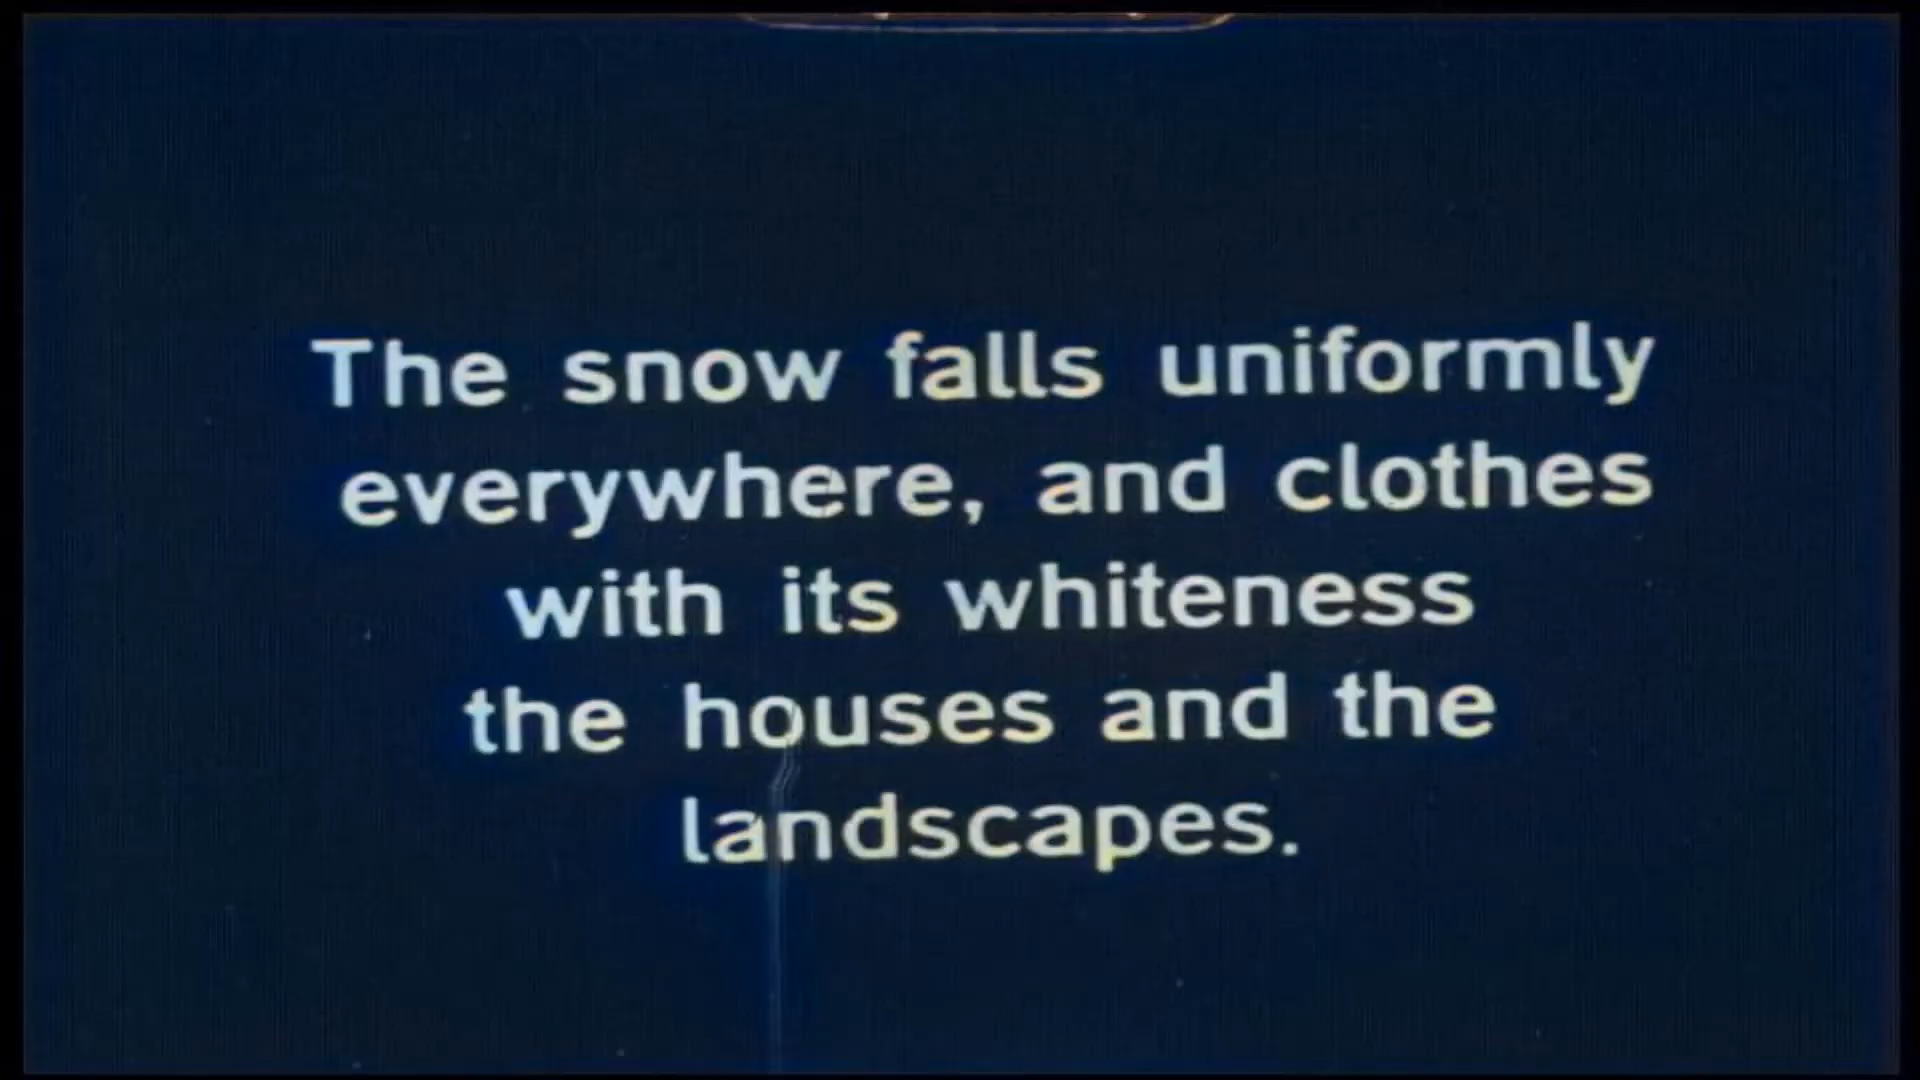 The snow falls uniformly
everywhere, and clothes
with its whiteness
the houses and the
landscapes.